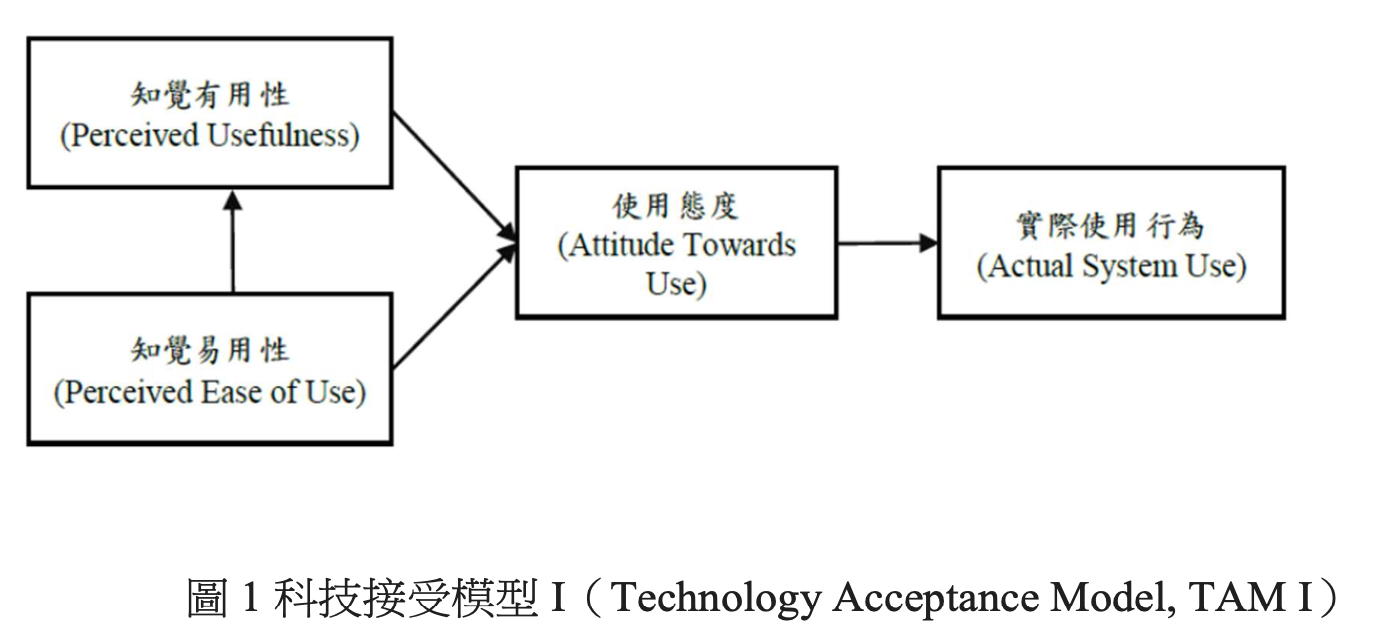 知覺有用性
(Perceived Usefulness)
知覺易用性
(Perceived Ease of Use)
使用態度
(Attitude Towards
Use)
實際使用行為
(Actual System Use)
圖 1 科技接受模型 I（Technology Acceptance Model, TAM I）